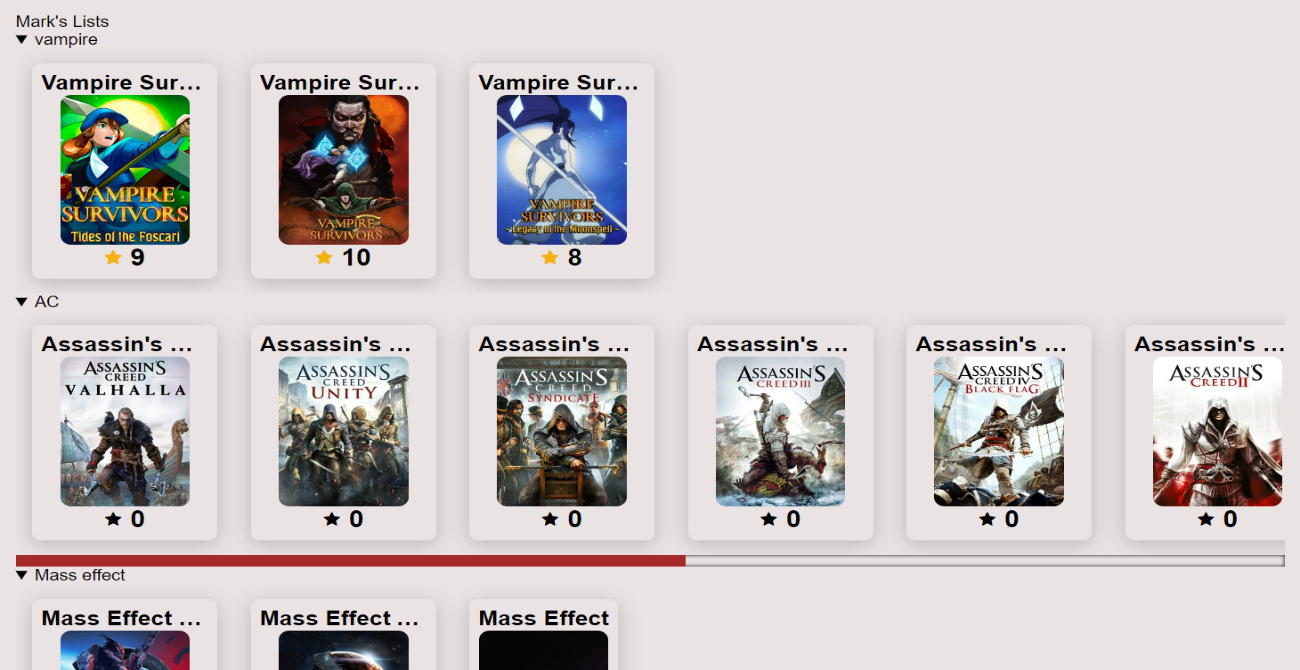 Mark's Lists
▼ vampire
Vampire Sur...
VAMPIRE
SURVIVORS
Tides of the Foscari
9
Vampire Sur...
VAMPIRE
SURVIVORS
10
Vampire Sur...
VAMPIRE
SURVIVORS
~ Legacy of the Moonspell ~
8
▼ AC
Assassin's ...
ASSASSIN'S
CREED
VALHALLA
0
Assassin's ...
ASSASSIN'S
CREED
UNITY
0
Assassin's ...
ASSASSIN'S
CREED
SYNDICATE
0
Assassin's ...
ASSASSIN'S
CREED III
0
Assassin's ...
ASSASSIN'S
CREED IV
BLACK FLAG
0
Assassin's ...
ASSASSIN'S
CREED II
0
▼ Mass effect
Mass Effect ...
Mass Effect ...
Mass Effect